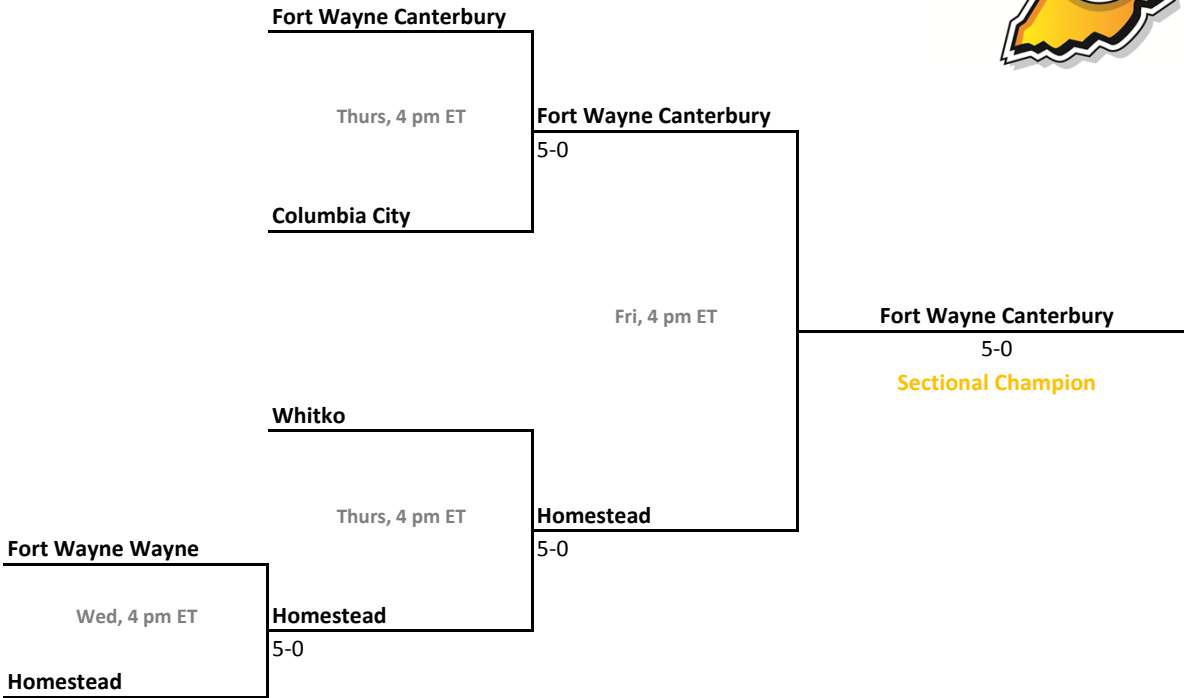 Fort Wayne Canterbury
Thurs, 4 pm ET
Fort Wayne Canterbury
5-0
Columbia City
Fri, 4 pm ET
Fort Wayne Canterbury
5-0
Sectional Champion
Whitko
Thurs, 4 pm ET
Homestead
5-0
Fort Wayne Wayne
Wed, 4 pm ET
Homestead
5-0
Homestead